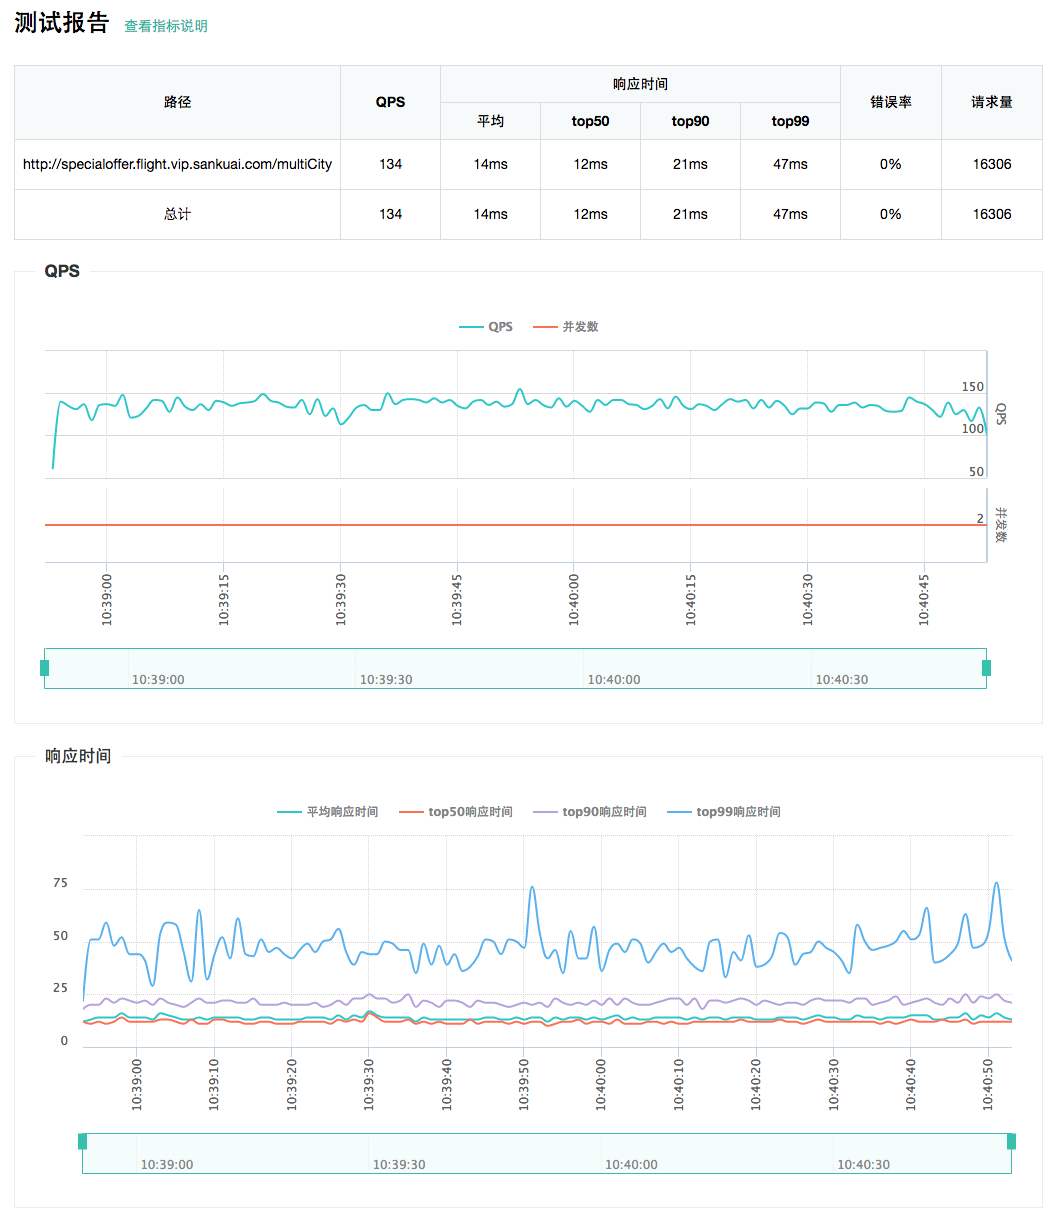 测试报告 查看指标说明
路径 QPS 响应时间 错误率 请求量
平均 top50 top90 top99
http://specialoffer.flight.vip.sankuai.com/multiCity 134 14ms 12ms 21ms 47ms 0% 16306
总计 134 14ms 12ms 21ms 47ms 0% 16306
QPS
QPS 并发数
150
100
50
QPS
2
并发数
10:39:00 10:39:15 10:39:30 10:39:45 10:40:00 10:40:15 10:40:30 10:40:45
10:39:00 10:39:30 10:40:00 10:40:30
响应时间
平均响应时间 top50响应时间 top90响应时间 top99响应时间
75
50
25
0
10:39:00 10:39:10 10:39:20 10:39:30 10:39:40 10:39:50 10:40:00 10:40:10 10:40:20 10:40:30 10:40:40 10:40:50
10:39:00 10:39:30 10:40:00 10:40:30